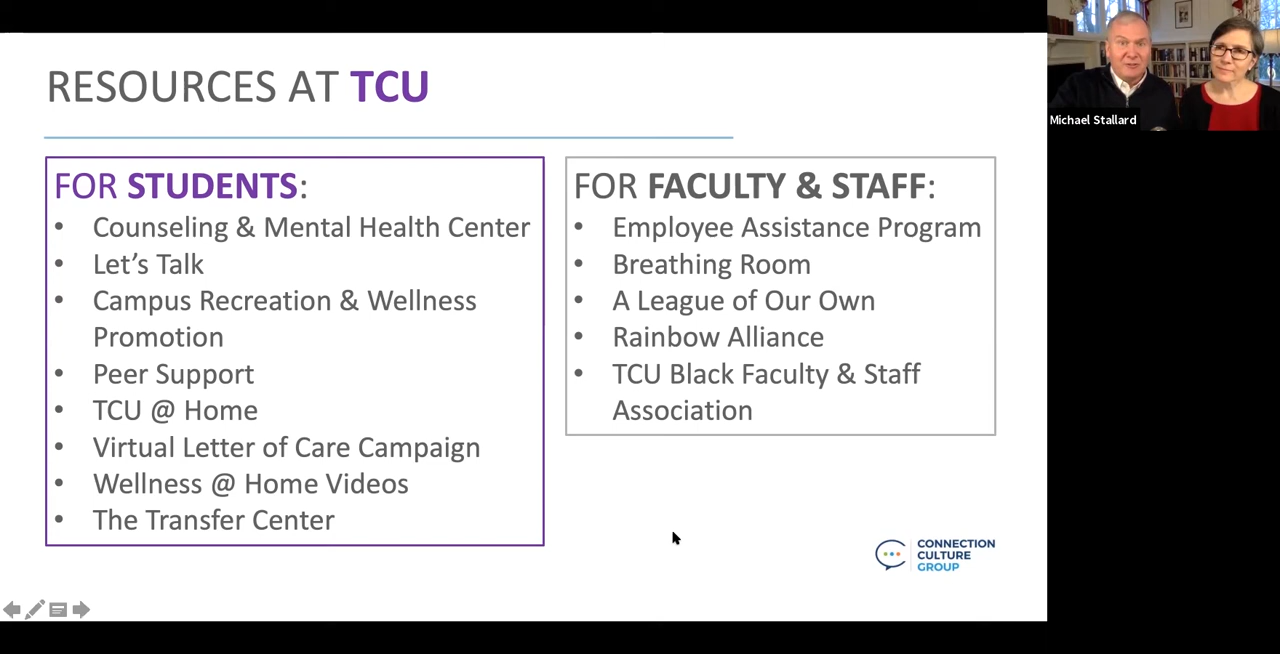 RESOURCES AT TCU
FOR STUDENTS:
• Counseling & Mental Health Center
• Let’s Talk
• Campus Recreation & Wellness
Promotion
• Peer Support
• TCU @ Home
• Virtual Letter of Care Campaign
• Wellness @ Home Videos
• The Transfer Center
FOR FACULTY & STAFF:
• Employee Assistance Program
• Breathing Room
• A League of Our Own
• Rainbow Alliance
• TCU Black Faculty & Staff
Association
CONNECTION
CULTURE
GROUP
Michael Stallard